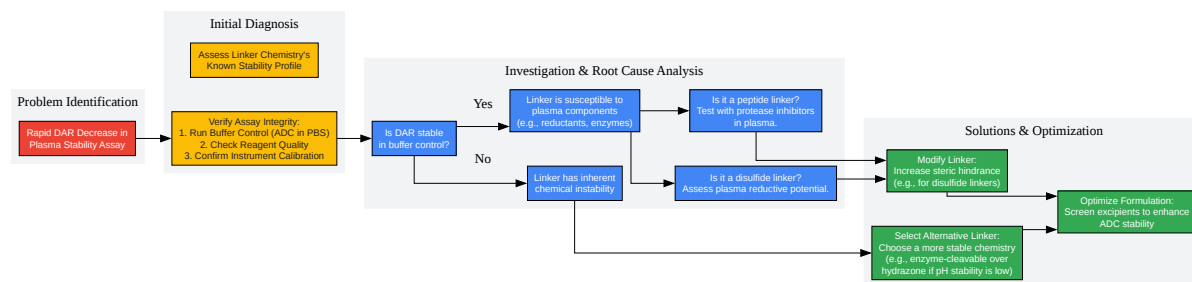 Problem Identification
Rapid DAR Decrease in
Plasma Stability Assay
Initial Diagnosis
Assess Linker Chemistry's
Known Stability Profile
Verify Assay Integrity:
1. Run Buffer Control (ADC in PBS)
2. Check Reagent Quality
3. Confirm Instrument Calibration
Investigation & Root Cause Analysis
Is DAR stable
in buffer control?
Yes
No
Linker is susceptible to
plasma components
(e.g., reductants, enzymes)
Linker has inherent
chemical instability
Is it a peptide linker?
Test with protease inhibitors
in plasma.
Is it a disulfide linker?
Assess plasma reductive potential.
Solutions & Optimization
Modify Linker:
Increase steric hindrance
(e.g., for disulfide linkers)
Select Alternative Linker:
Choose a more stable chemistry
(e.g., enzyme-cleavable over
hydrazone if pH stability is low)
Optimize Formulation:
Screen excipients to enhance
ADC stability